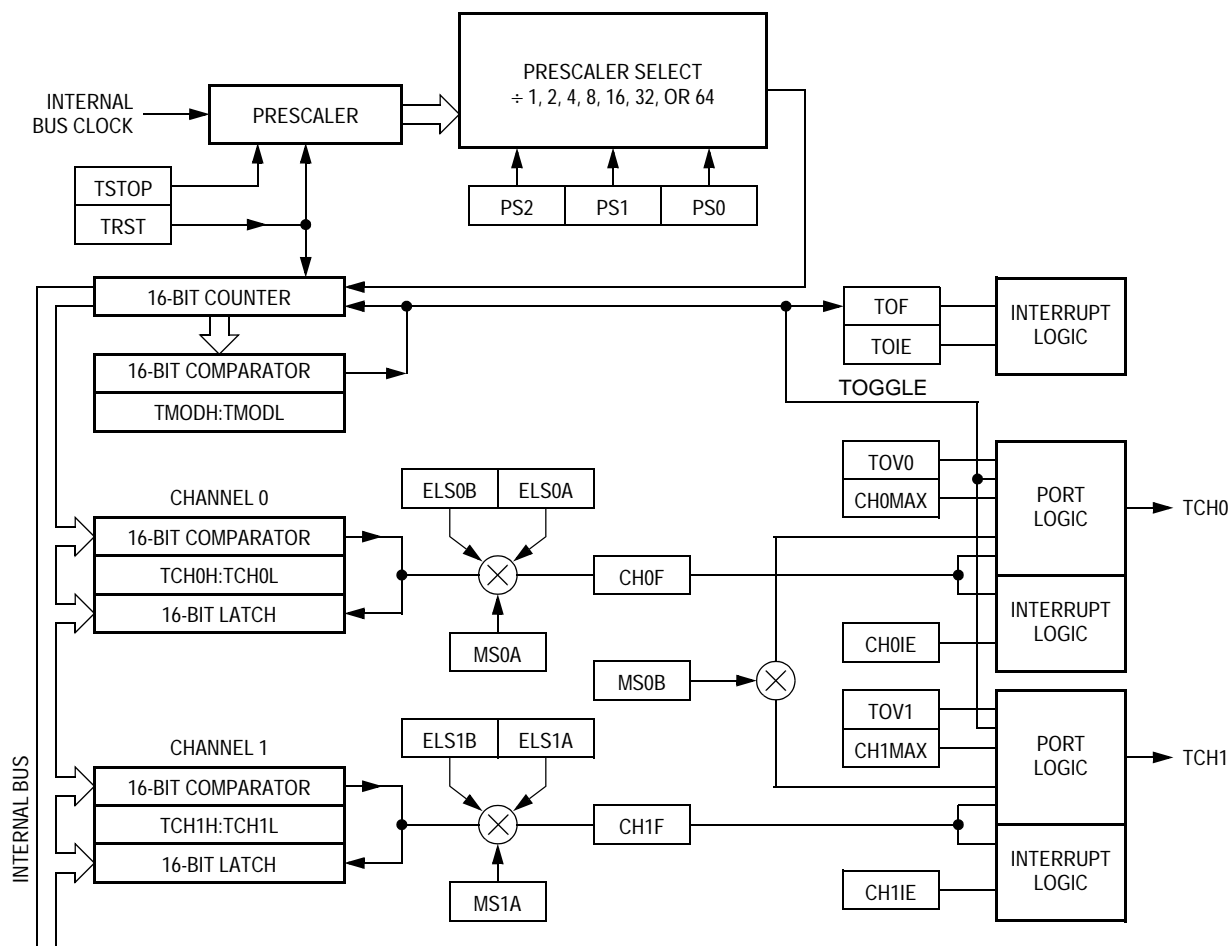 PRESCALER SELECT
÷ 1, 2, 4, 8, 16, 32, OR 64
INTERNAL
BUS CLOCK
PRESCALER
TSTOP
TRST
PS2
PS1
PS0
16-BIT COUNTER
16-BIT COMPARATOR
TMODH:TMODL
TOF
TOIE
INTERRUPT
LOGIC
TOGGLE
CHANNEL 0
16-BIT COMPARATOR
TCH0H:TCH0L
16-BIT LATCH
ELS0B
ELS0A
MS0A
CH0F
TOV0
CH0MAX
PORT
LOGIC
TCH0
INTERRUPT
LOGIC
CH0IE
MS0B
CHANNEL 1
16-BIT COMPARATOR
TCH1H:TCH1L
16-BIT LATCH
ELS1B
ELS1A
MS1A
CH1F
TOV1
CH1MAX
PORT
LOGIC
TCH1
INTERRUPT
LOGIC
CH1IE
INTERNAL BUS